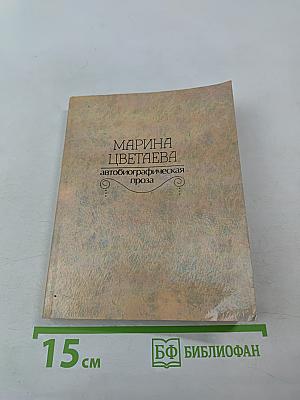 МАРИНА
ЦВЕТАЕВА
автобиографическая
проза
15 см
БФ БИБЛИОФАН